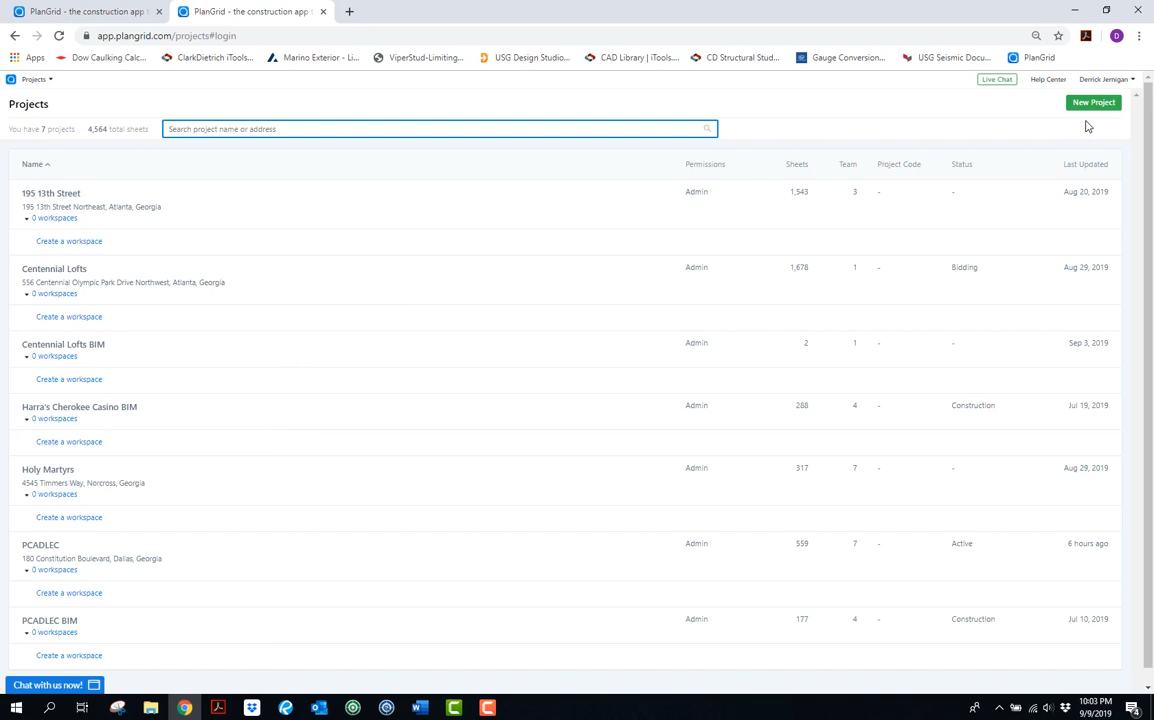 PlanGrid - the construction app
PlanGrid - the construction app
app.plangrid.com/projects#login
Apps
Dow Caulking Calc...
ClarkDietrich iTools...
Marino Exterior - Li...
ViperStud-Limiting...
USG Design Studio...
CAD Library | iTools....
CD Structural Stud...
Gauge Conversion...
USG Seismic Docu...
PlanGrid
Projects
Live Chat
Help Center
Derrick Jernigan
Projects
New Project
You have 7 projects
4,564 total sheets
Search project name or address
Name
Permissions
Sheets
Team
Project Code
Status
Last Updated
195 13th Street
Admin
1,543
3
-
-
Aug 20, 2019
195 13th Street Northeast, Atlanta, Georgia
0 workspaces
Create a workspace
Centennial Lofts
Admin
1,678
1
-
Bidding
Aug 29, 2019
556 Centennial Olympic Park Drive Northwest, Atlanta, Georgia
0 workspaces
Create a workspace
Centennial Lofts BIM
Admin
2
1
-
-
Sep 3, 2019
0 workspaces
Create a workspace
Harra's Cherokee Casino BIM
Admin
288
4
-
Construction
Jul 19, 2019
0 workspaces
Create a workspace
Holy Martyrs
Admin
317
7
-
-
Aug 29, 2019
4545 Timmers Way, Norcross, Georgia
0 workspaces
Create a workspace
PCADLEC
Admin
559
7
-
Active
6 hours ago
180 Constitution Boulevard, Dallas, Georgia
0 workspaces
Create a workspace
PCADLEC BIM
Admin
177
4
-
Construction
Jul 10, 2019
0 workspaces
Create a workspace
Chat with us now!
10:03 PM
9/9/2019